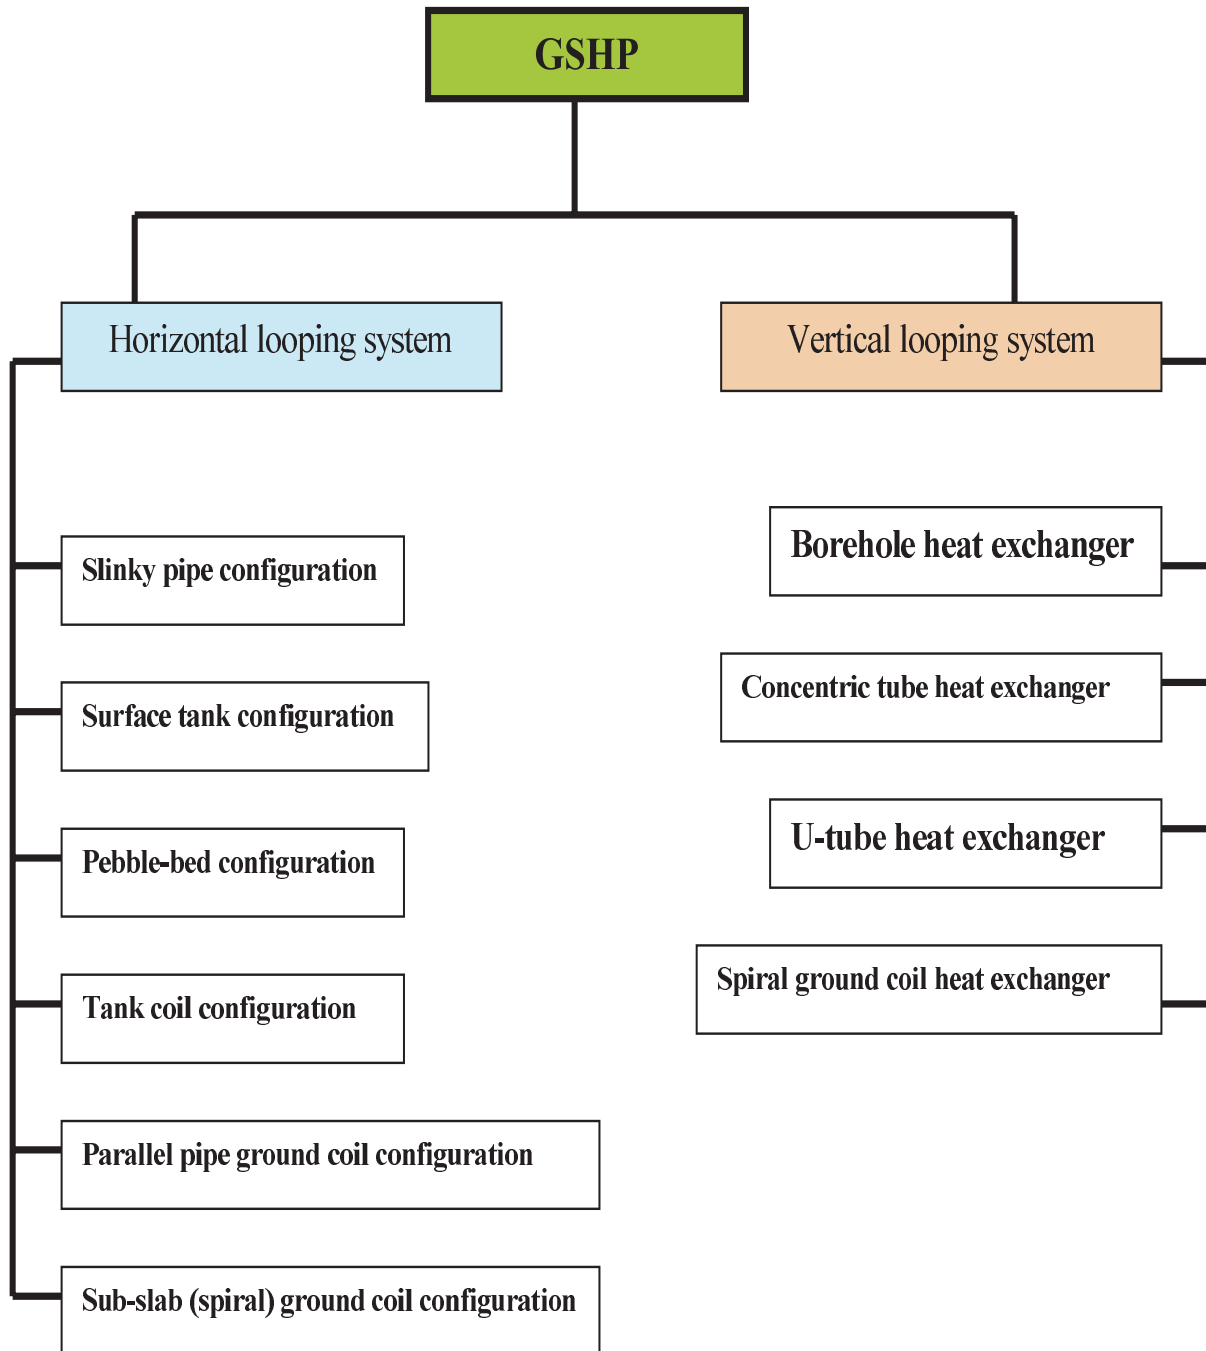 GSHP
Horizontal looping system
Vertical looping system
Slinky pipe configuration
Surface tank configuration
Pebble-bed configuration
Tank coil configuration
Parallel pipe ground coil configuration
Sub-slab (spiral) ground coil configuration
Borehole heat exchanger
Concentric tube heat exchanger
U-tube heat exchanger
Spiral ground coil heat exchanger